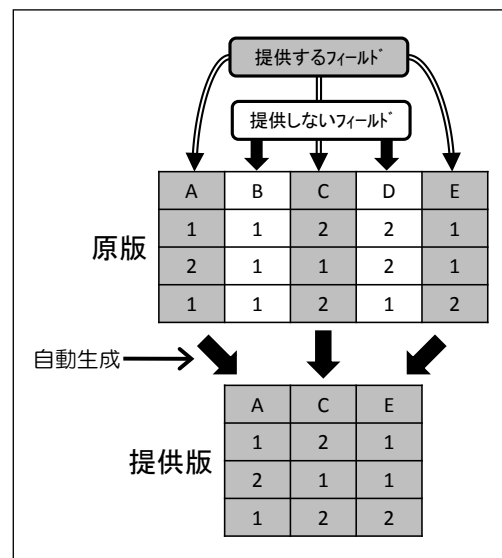 提供するフィールド
提供しないフィールド
A B C D E
1 1 2 2 1
原版
2 1 1 2 1
1 1 2 1 2
自動生成
A C E
1 2 1
提供版
2 1 1
1 2 2